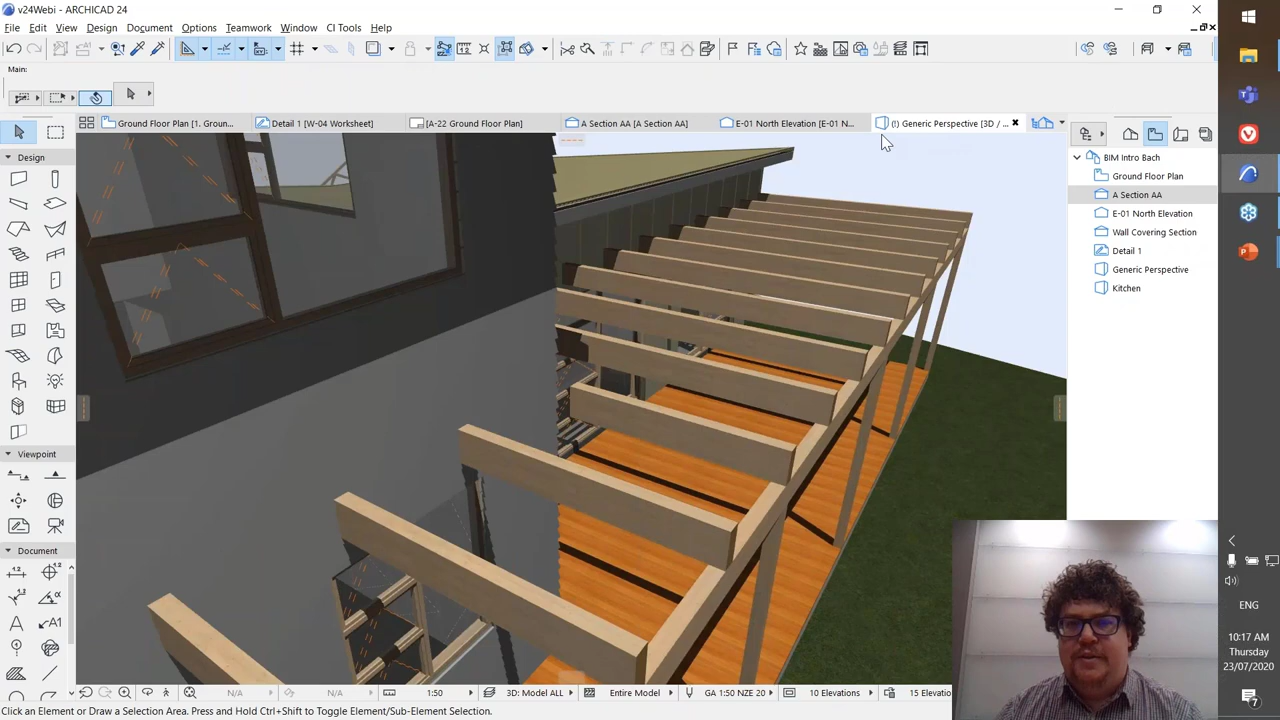 v24Webi -- ARCHICAD 24
File Edit View Design Document Options Teamwork Window CI Tools Help
Main:
Ground Floor Plan [1. Groun...
Detail 1 [W-04 Worksheet]
[A-22 Ground Floor Plan]
A Section AA [A Section AA]
E-01 North Elevation [E-01 N...
(!) Generic Perspective [3D / ...
BIM Intro Bach
Ground Floor Plan
A Section AA
E-01 North Elevation
Wall Covering Section
Detail 1
Generic Perspective
Kitchen
Design
Viewpoint
Document
N/A
N/A
1:50
3D: Model ALL
Entire Model
GA 1:50 NZE 20
10 Elevations
15 Elevatio
Click an Element or Draw a Selection Area. Press and Hold Ctrl+Shift to Toggle Element/Sub-Element Selection.
ENG
10:17 AM
Thursday
23/07/2020
7